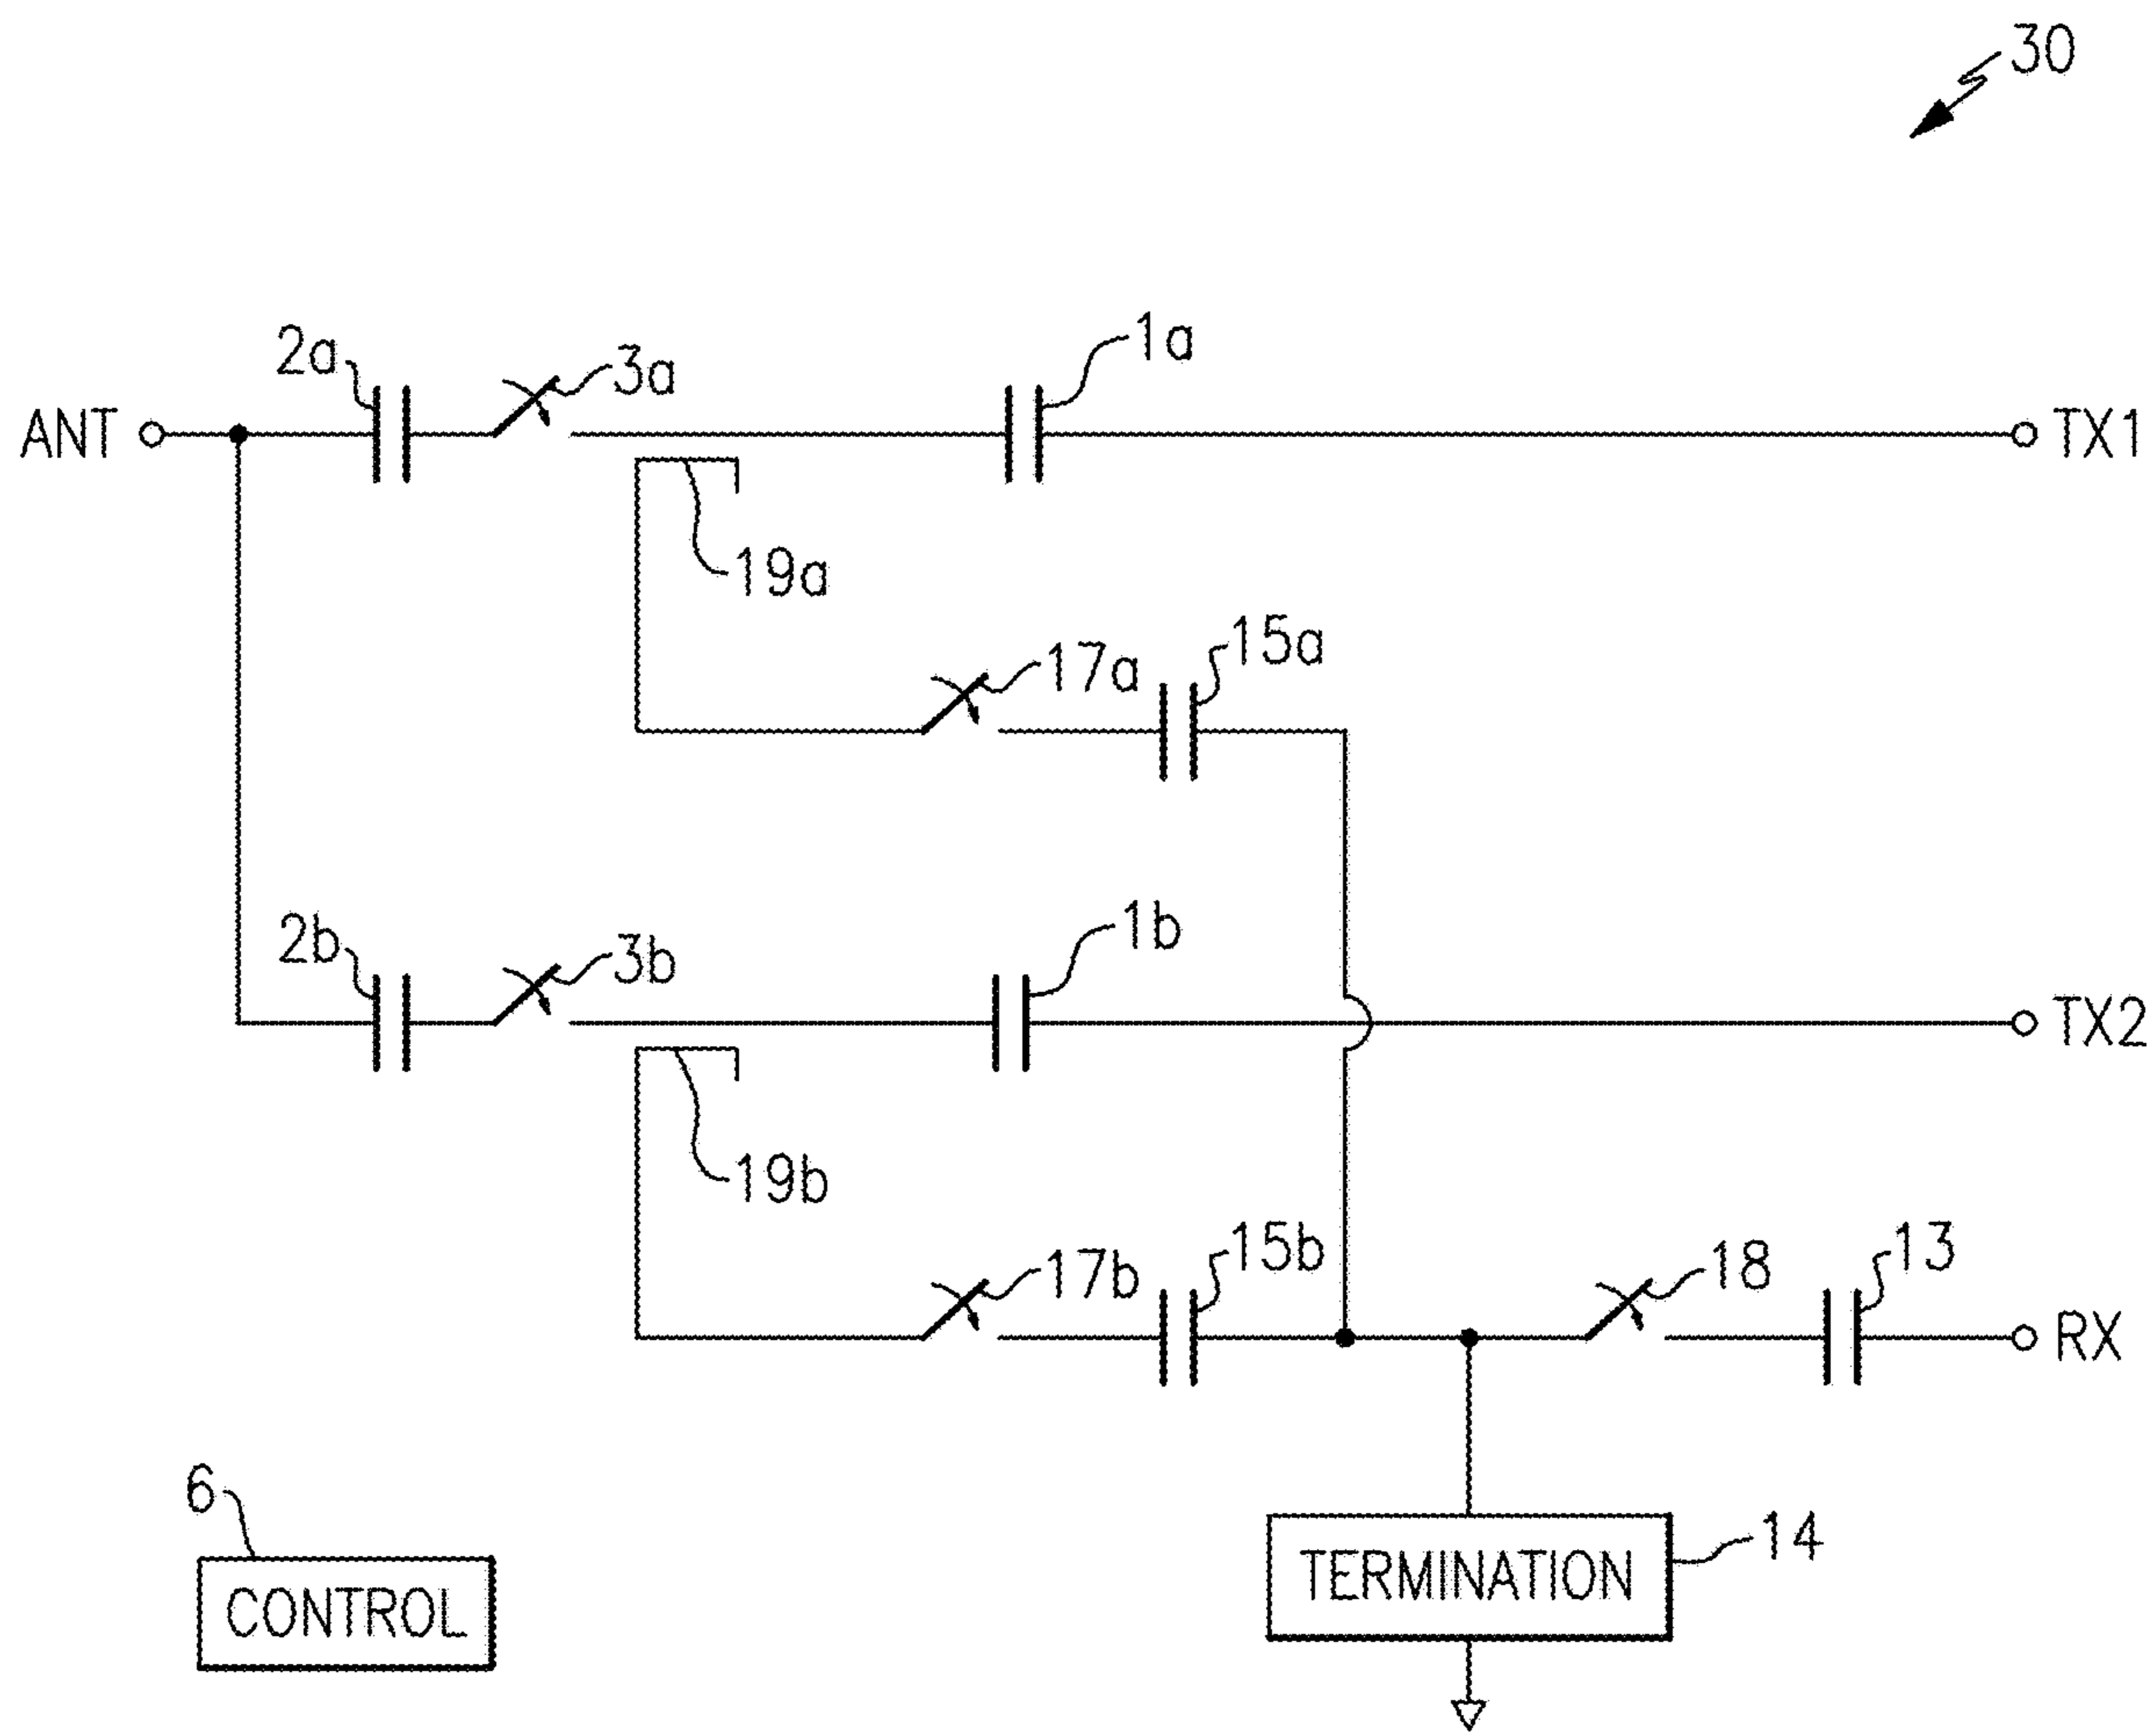 30
2a
3a
1a
ANT
TX1
19a
17a
15a
2b
3b
1b
TX2
19b
17b
15b
18
13
RX
6
CONTROL
TERMINATION
14